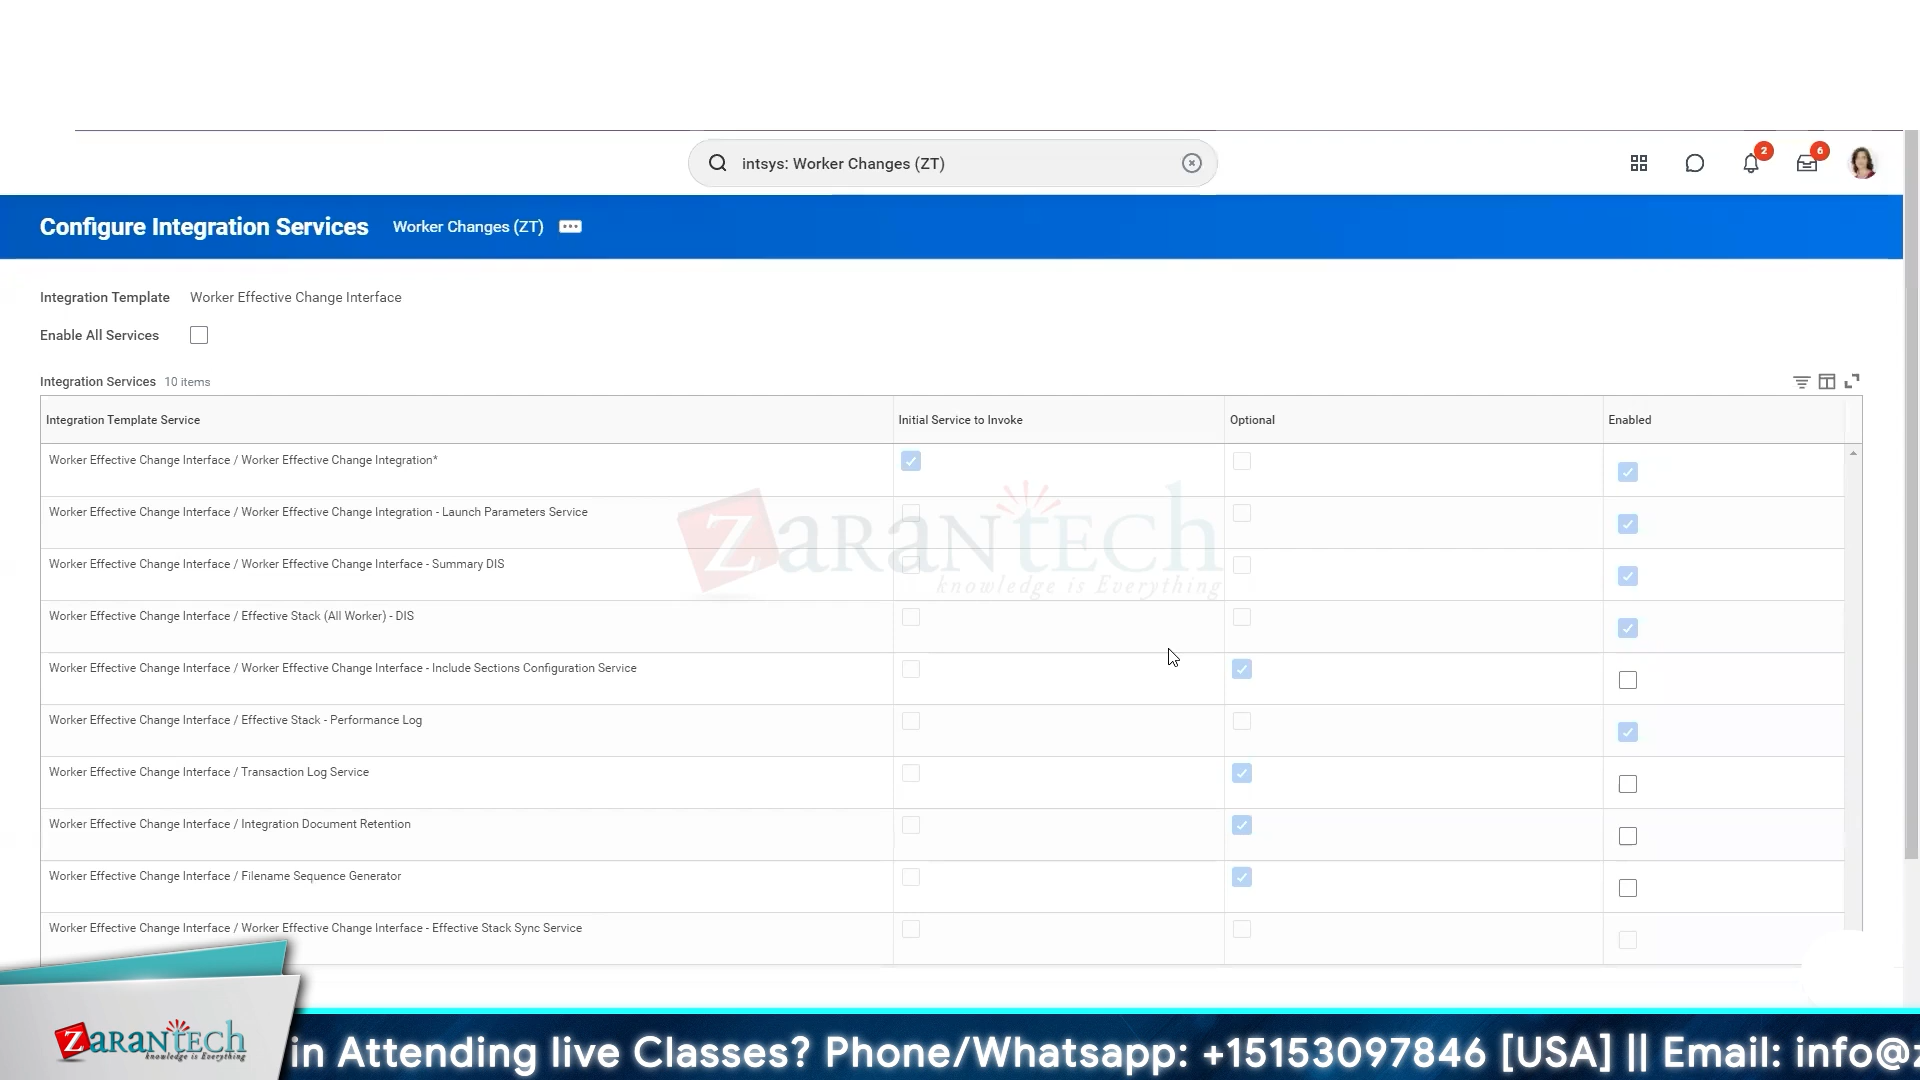 intsys: Worker Changes (ZT)
2
6
Configure Integration Services Worker Changes (ZT)
Integration Template Worker Effective Change Interface
Enable All Services
Integration Services 10 items
Integration Template Service Initial Service to Invoke Optional Enabled
Worker Effective Change Interface / Worker Effective Change Integration*
Worker Effective Change Interface / Worker Effective Change Integration - Launch Parameters Service
Worker Effective Change Interface / Worker Effective Change Interface - Summary DIS
Worker Effective Change Interface / Effective Stack (All Worker) - DIS
Worker Effective Change Interface / Worker Effective Change Interface - Include Sections Configuration Service
Worker Effective Change Interface / Effective Stack - Performance Log
Worker Effective Change Interface / Transaction Log Service
Worker Effective Change Interface / Integration Document Retention
Worker Effective Change Interface / Filename Sequence Generator
Worker Effective Change Interface / Worker Effective Change Interface - Effective Stack Sync Service
ZaranTech
knowledge is Everything
ZaranTech
knowledge is Everything
in Attending live Classes? Phone/Whatsapp: +15153097846 [USA] || Email: info@z